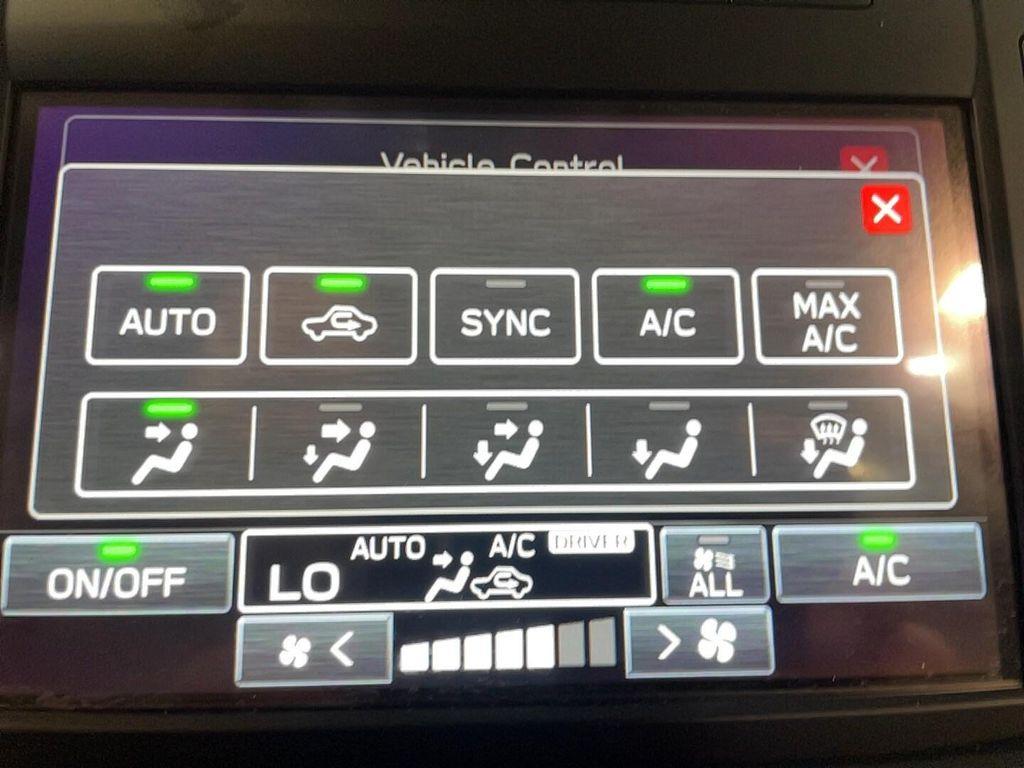 Vehicle Control
AUTO
SYNC
A/C
MAX
A/C
ON/OFF
AUTO
A/C
DRIVER
LO
ALL
A/C